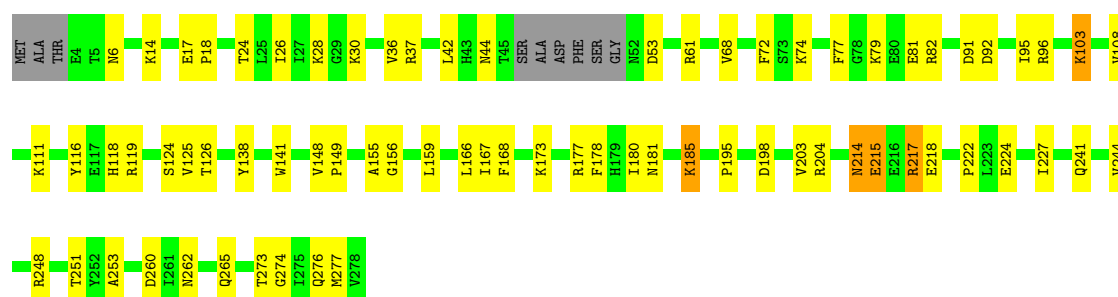 MET ALA THR E4 T5 N6 K14 E17 P18 T24 L25 I26 I27 K28 G29 K30 V36 R37 L42 H43 N44 T45 SER ALA ASP PHE SER GLY N52 D53 R61 V68 F72 S73 K74 F77 G78 K79 E80 E81 R82 D91 D92 I95 R96 K103 V108
K111 Y116 E117 H118 R119 S124 V125 T126 Y138 W141 V148 P149 A155 G156 L159 L166 I167 F168 K173 R177 F178 H179 I180 N181 K185 P195 D198 V203 R204 N214 E215 E216 R217 E218 P222 L223 E224 I227 Q241 V244
R248 T251 Y252 A253 D260 I261 N262 Q265 T273 G274 I275 Q276 M277 V278